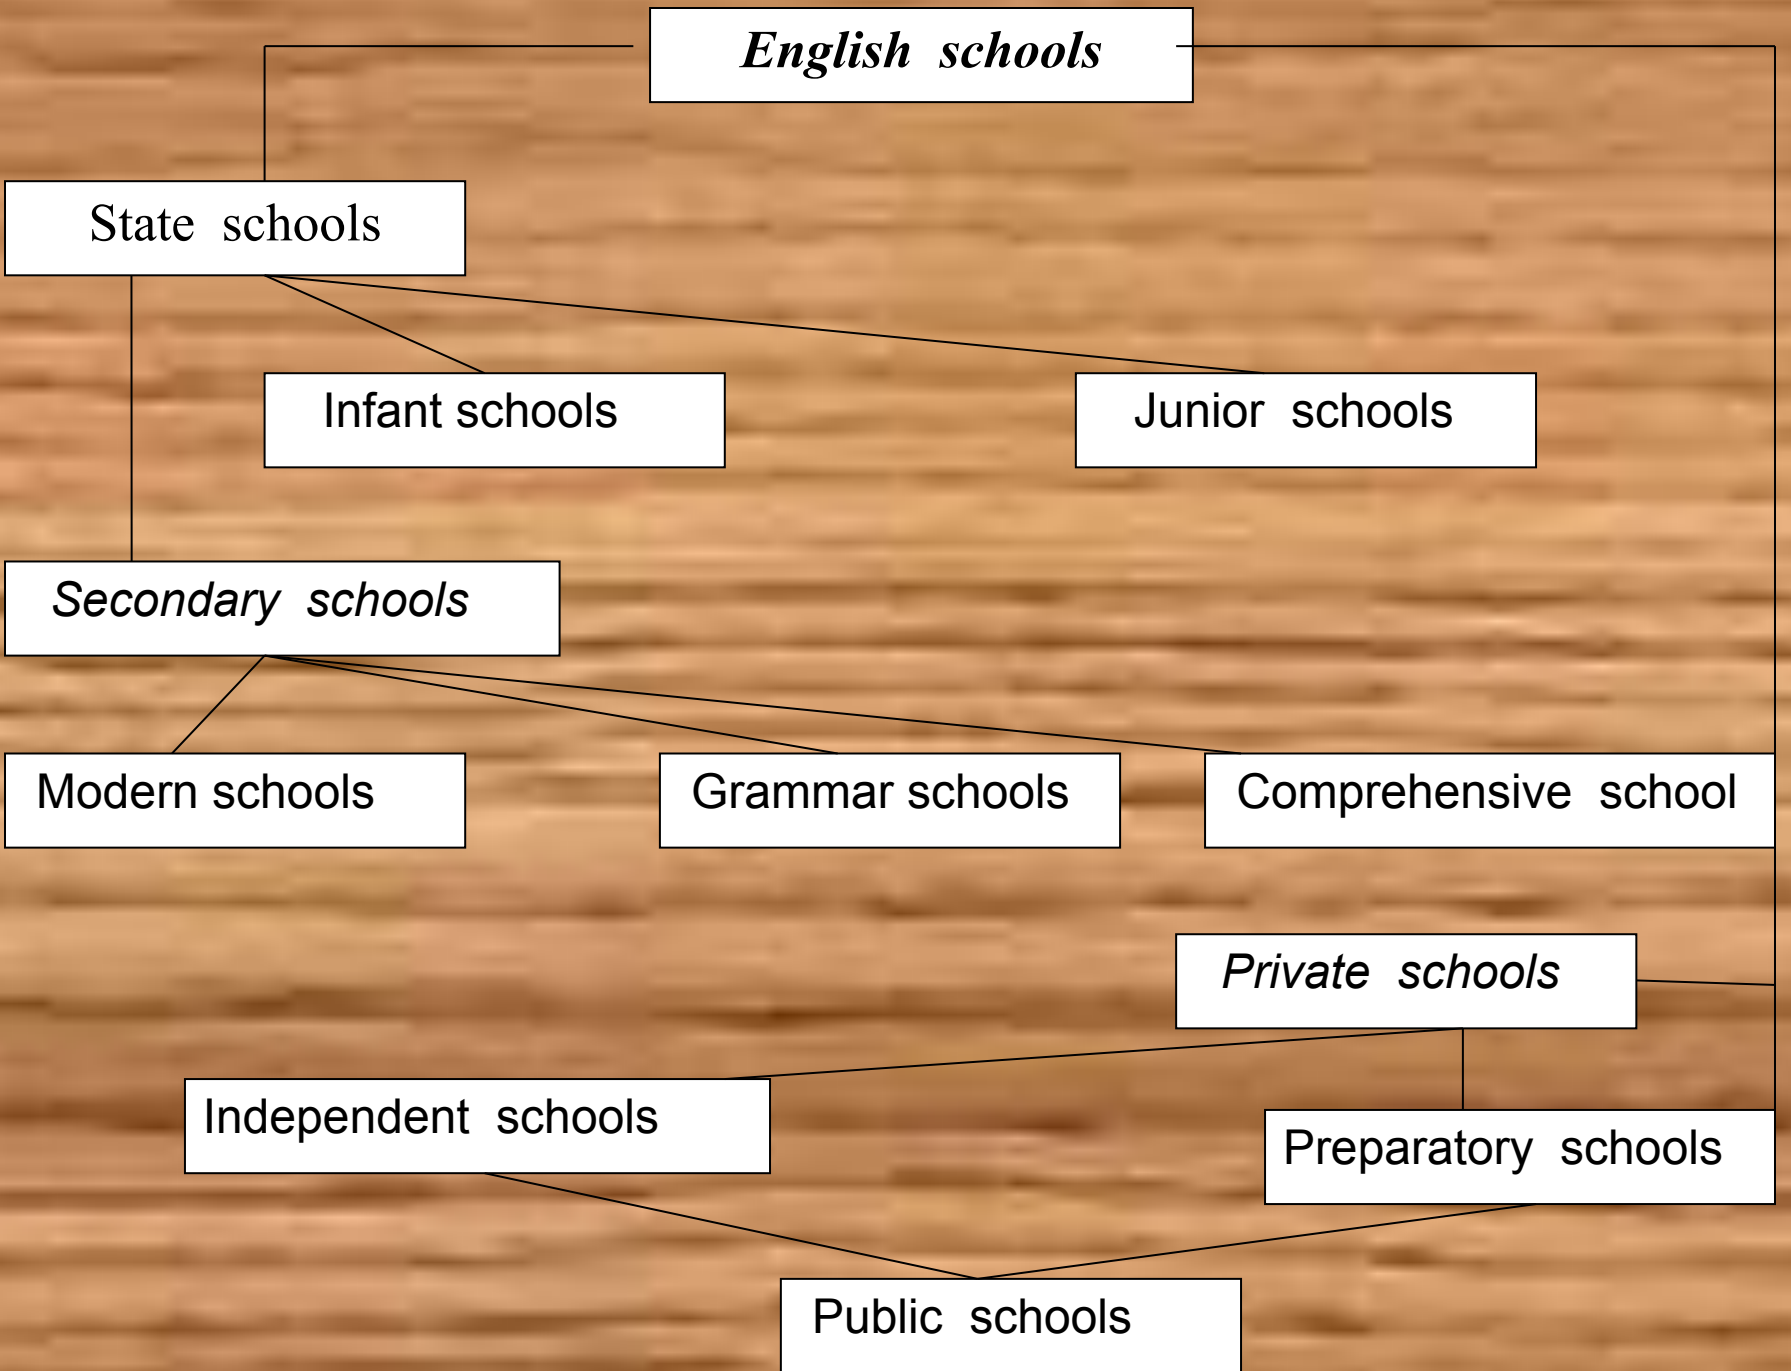 English schools
State schools
Infant schools
Junior schools
Secondary schools
Modern schools
Grammar schools
Comprehensive school
Private schools
Independent schools
Preparatory schools
Public schools